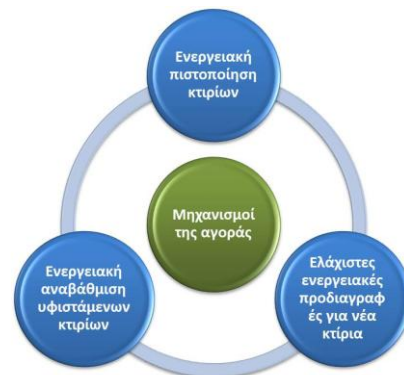 Ενεργειακή
πιστοποίηση
κτιρίων
Μηχανισμοί
της αγοράς
Ενεργειακή
αναβάθμιση
υφιστάμενων
κτιρίων
Ελάχιστες
ενεργειακές
προδιαγραφ
ές για νέα
κτίρια